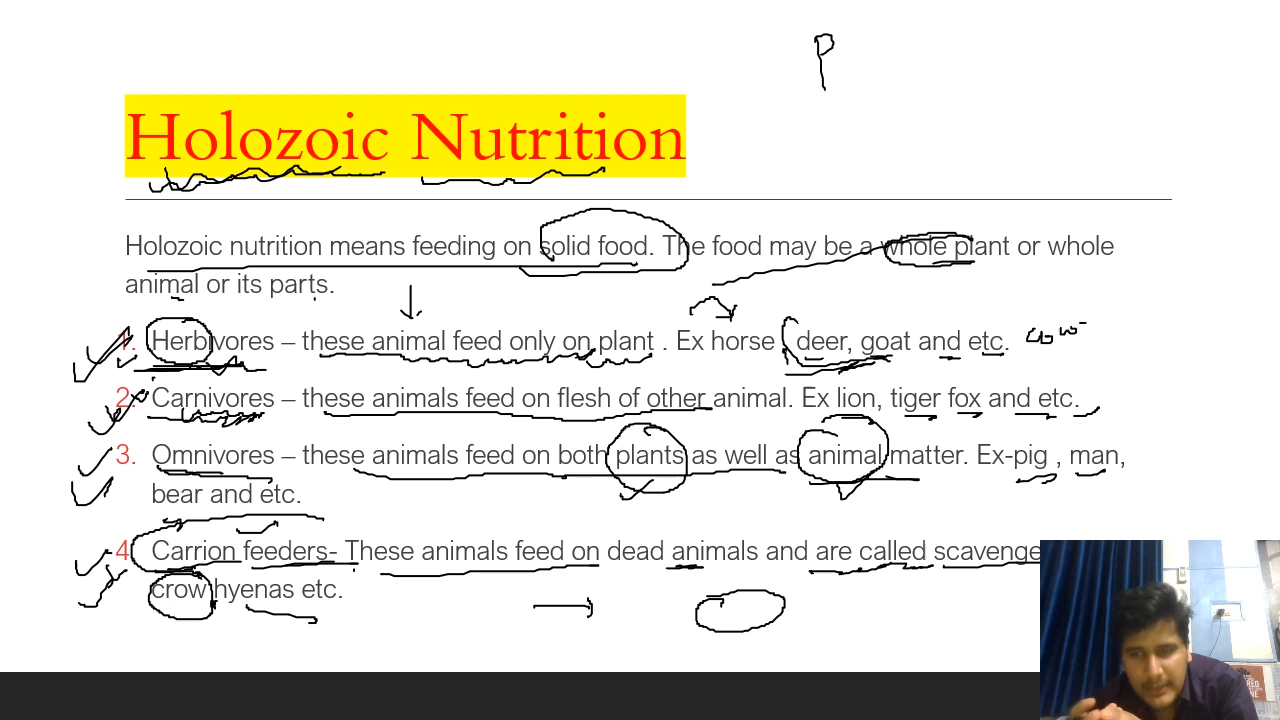 P
Holozoic Nutrition
Holozoic nutrition means feeding on solid food. The food may be a whole plant or whole
animal or its parts.
1. Herbivores – these animal feed only on plant . Ex horse , deer, goat and etc. cow
2. Carnivores – these animals feed on flesh of other animal. Ex lion, tiger fox and etc.
3. Omnivores – these animals feed on both plants as well as animal matter. Ex-pig , man,
bear and etc.
4. Carrion feeders- These animals feed on dead animals and are called
crow hyenas etc.